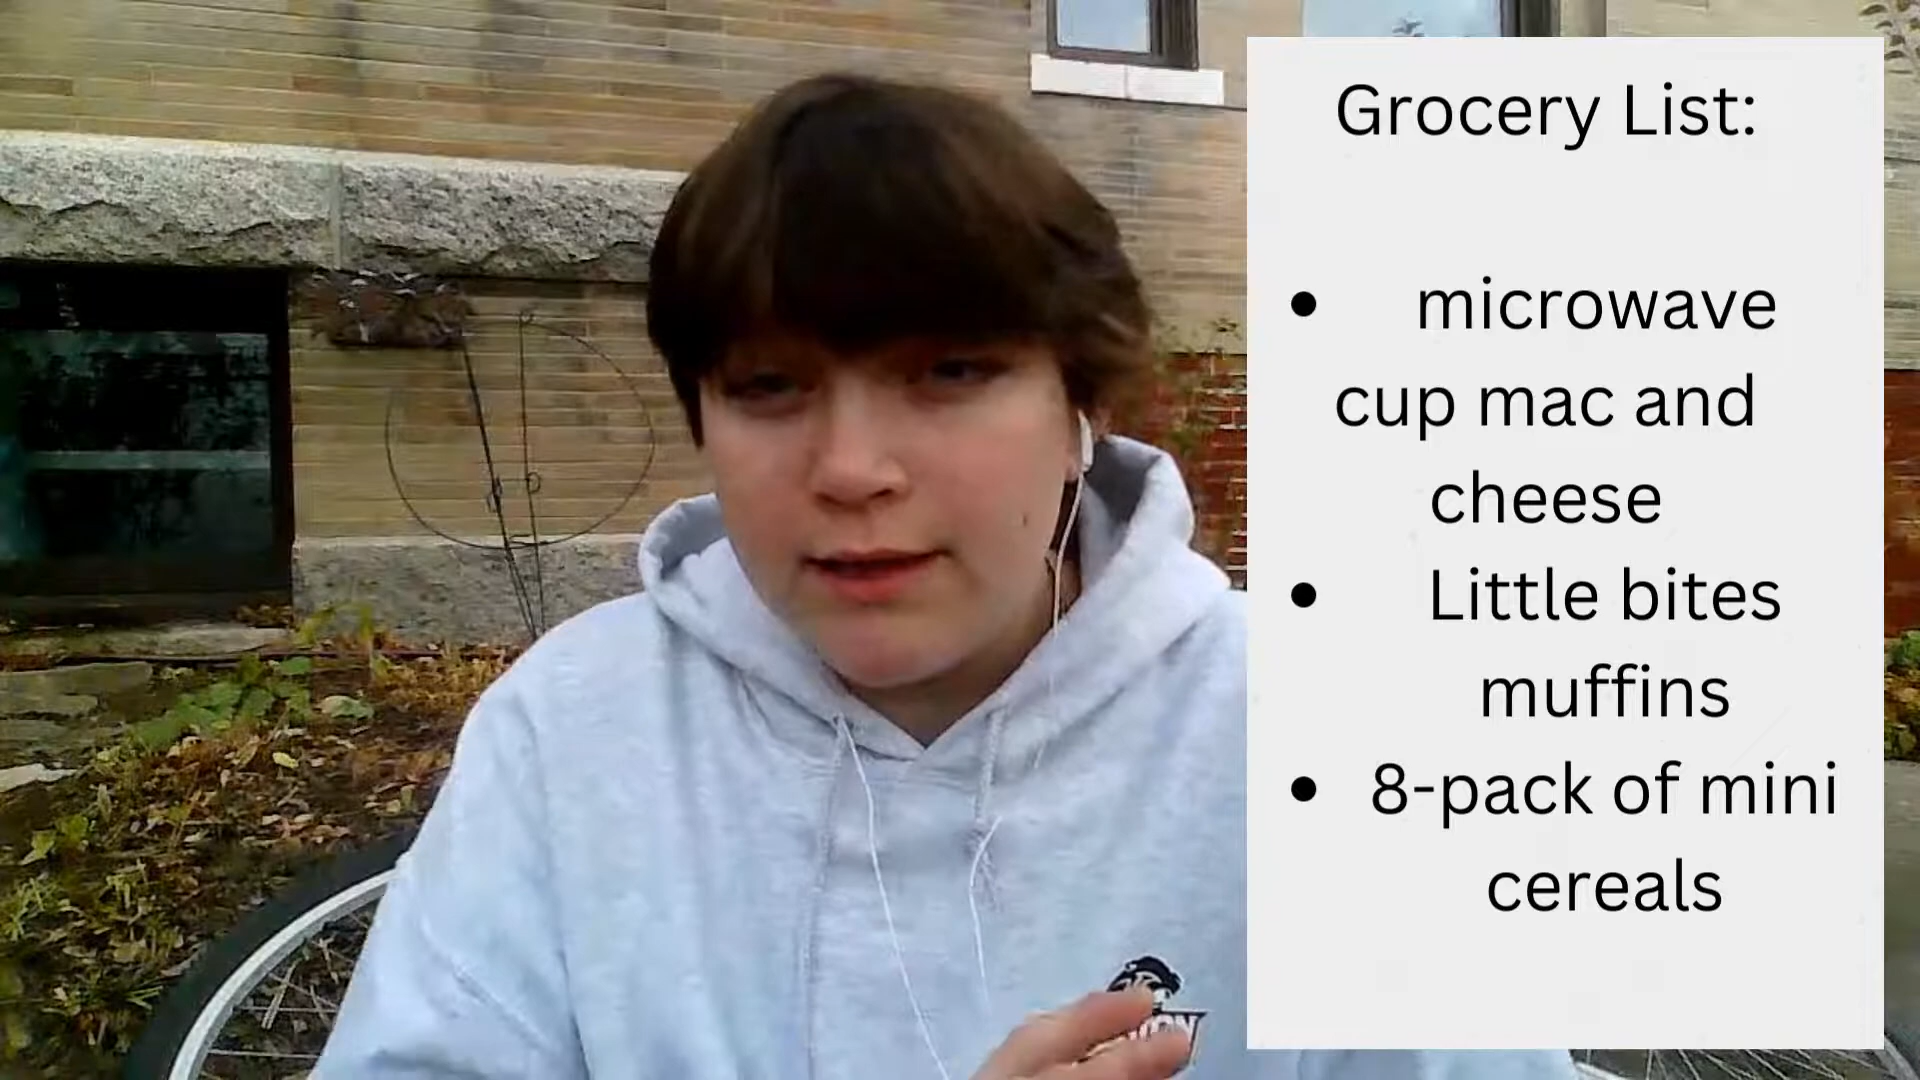 Grocery List:
• microwave
cup mac and
cheese
• Little bites
muffins
• 8-pack of mini
cereals